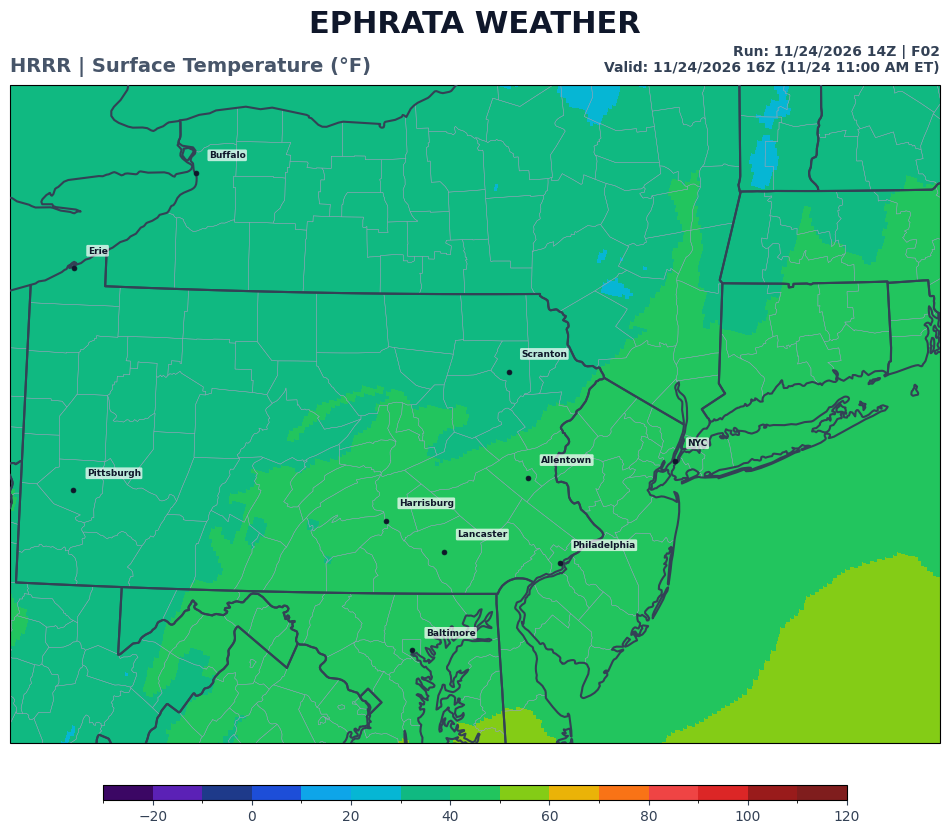 EPHRATA WEATHER
HRRR | Surface Temperature (°F)
Run: 11/24/2026 14Z | F02
Valid: 11/24/2026 16Z (11/24 11:00 AM ET)
Buffalo
Erie
Scranton
NYC
Allentown
Pittsburgh
Harrisburg
Lancaster
Philadelphia
Baltimore
−20 0 20 40 60 80 100 120